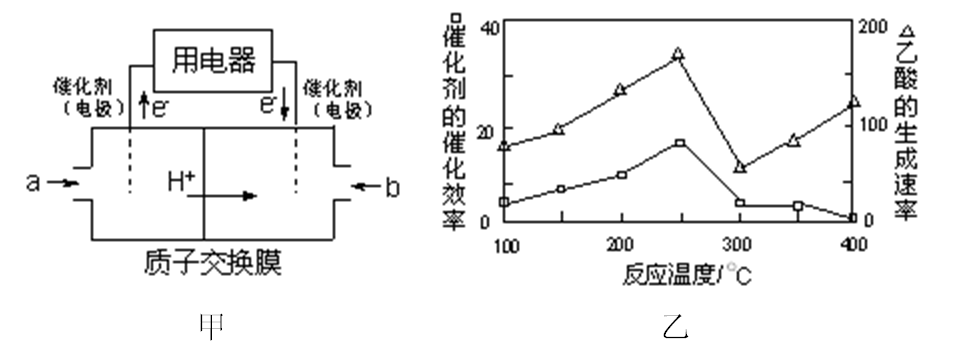 用电器
催化剂
（电极）
e-
e-
催化剂
（电极）
a
H+
b
质子交换膜
甲
□催化剂的催化效率
40
20
0
200
100
0
△乙酸的生成速率
100
200
300
400
反应温度/°C
乙